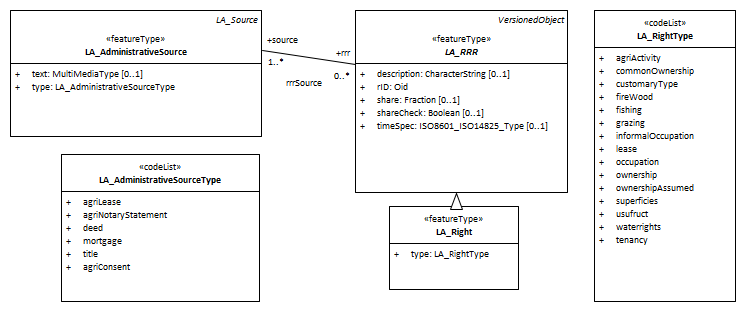 LA_Source
«featureType»
LA_AdministrativeSource
+ text: MultiMediaType [0..1]
+ type: LA_AdministrativeSourceType
+source
1..*
rrrSource
+rrr
0..*
VersionedObject
«featureType»
LA_RRR
+ description: CharacterString [0..1]
+ rID: Oid
+ share: Fraction [0..1]
+ shareCheck: Boolean [0..1]
+ timeSpec: ISO8601_ISO14825_Type [0..1]
«codeList»
LA_RightType
+ agriActivity
+ commonOwnership
+ customaryType
+ fireWood
+ fishing
+ grazing
+ informalOccupation
+ lease
+ occupation
+ ownership
+ ownershipAssumed
+ superficies
+ usufruct
+ waterrights
+ tenancy
«codeList»
LA_AdministrativeSourceType
+ agriLease
+ agriNotaryStatement
+ deed
+ mortgage
+ title
+ agriConsent
«featureType»
LA_Right
+ type: LA_RightType